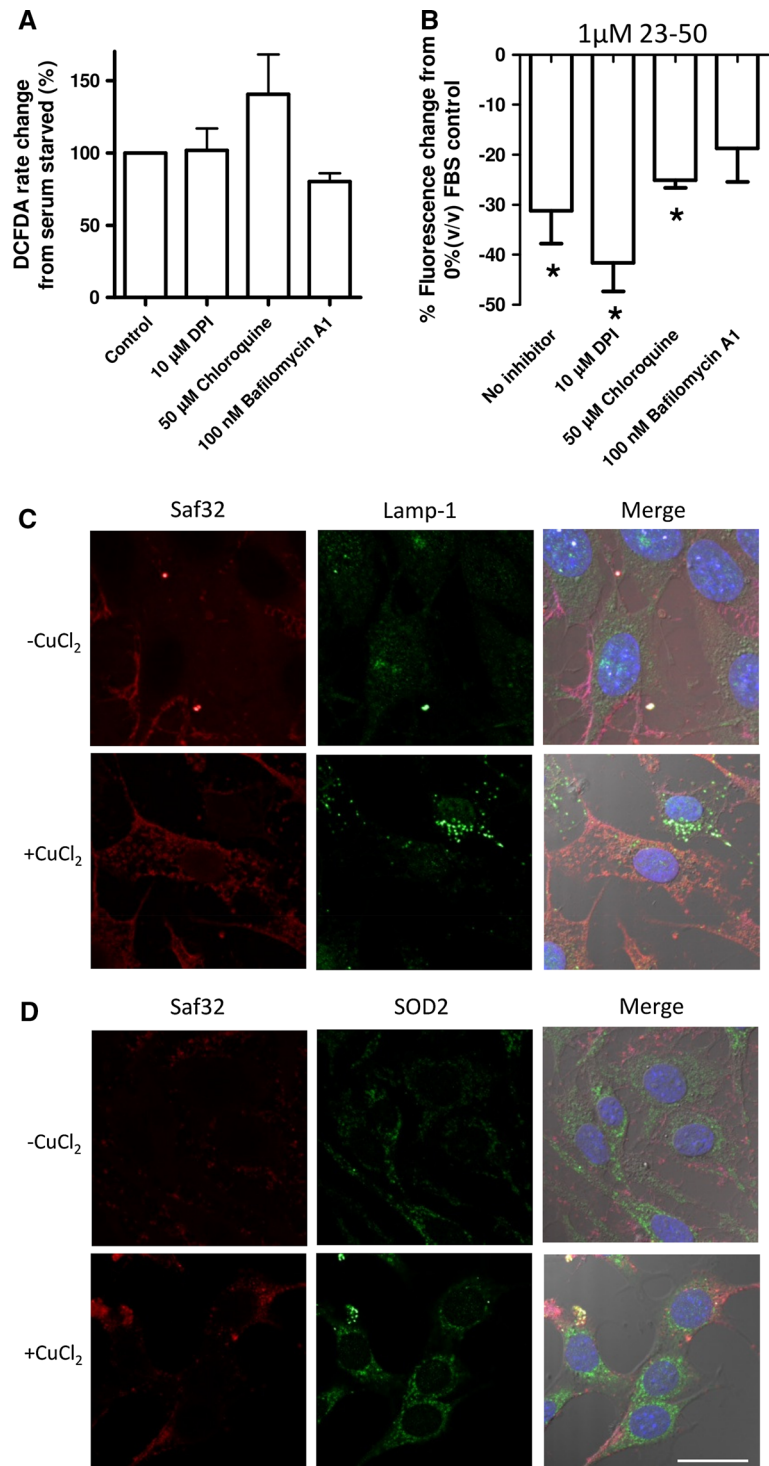 A
DCFDA rate change
from serum starved (%)
150
100
50
0
Control
10 µM DPI
50 µM Chloroquine
100 nM Bafilomycin A1
B
1µM 23-50
% Fluorescence change from
0%(v/v) FBS control
0
-10
-20
-30
-40
-50
*
*
*
No inhibitor
10 µM DPI
50 µM Chloroquine
100 nM Bafilomycin A1
C
Saf32
Lamp-1
Merge
-CuCl₂
+CuCl₂
D
Saf32
SOD2
Merge
-CuCl₂
+CuCl₂